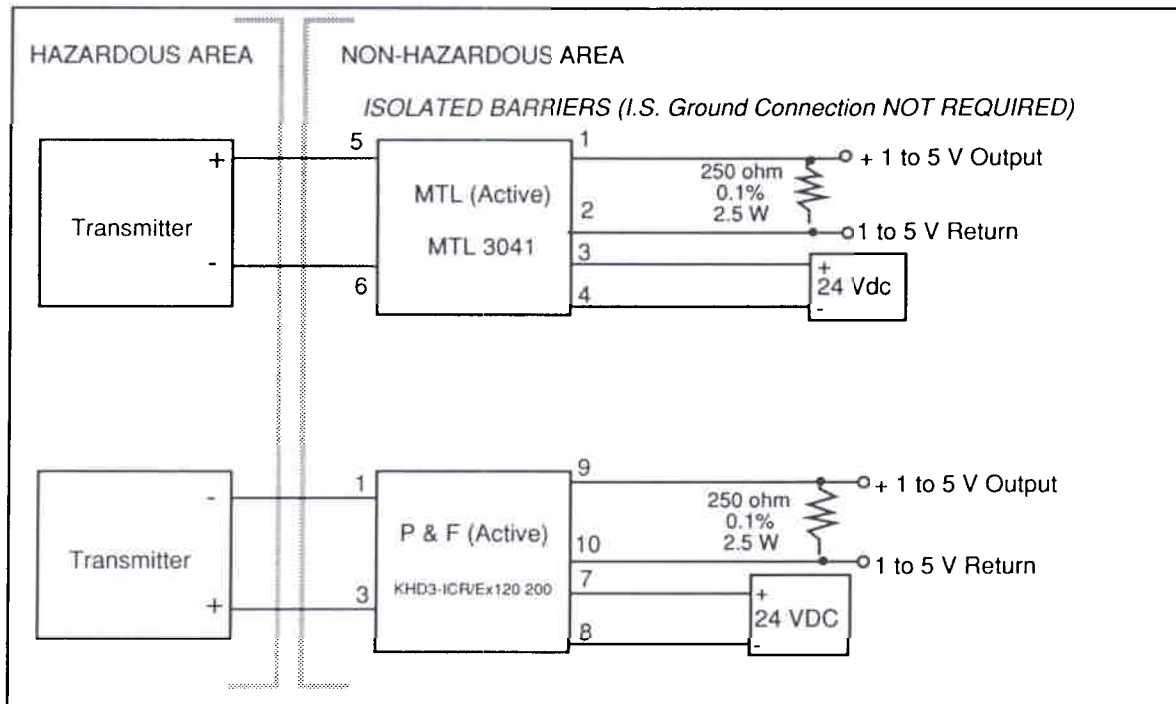 HAZARDOUS AREA
NON-HAZARDOUS AREA
ISOLATED BARRIERS (I.S. Ground Connection NOT REQUIRED)
Transmitter
+
-
5
6
MTL (Active)
MTL 3041
1
2
3
4
250 ohm
0.1%
2.5 W
+ 1 to 5 V Output
1 to 5 V Return
+
24 Vdc
-
Transmitter
-
+
1
3
P & F (Active)
KHD3-ICR/Ex120 200
9
10
7
8
250 ohm
0.1%
2.5 W
+ 1 to 5 V Output
1 to 5 V Return
+
24 VDC
-